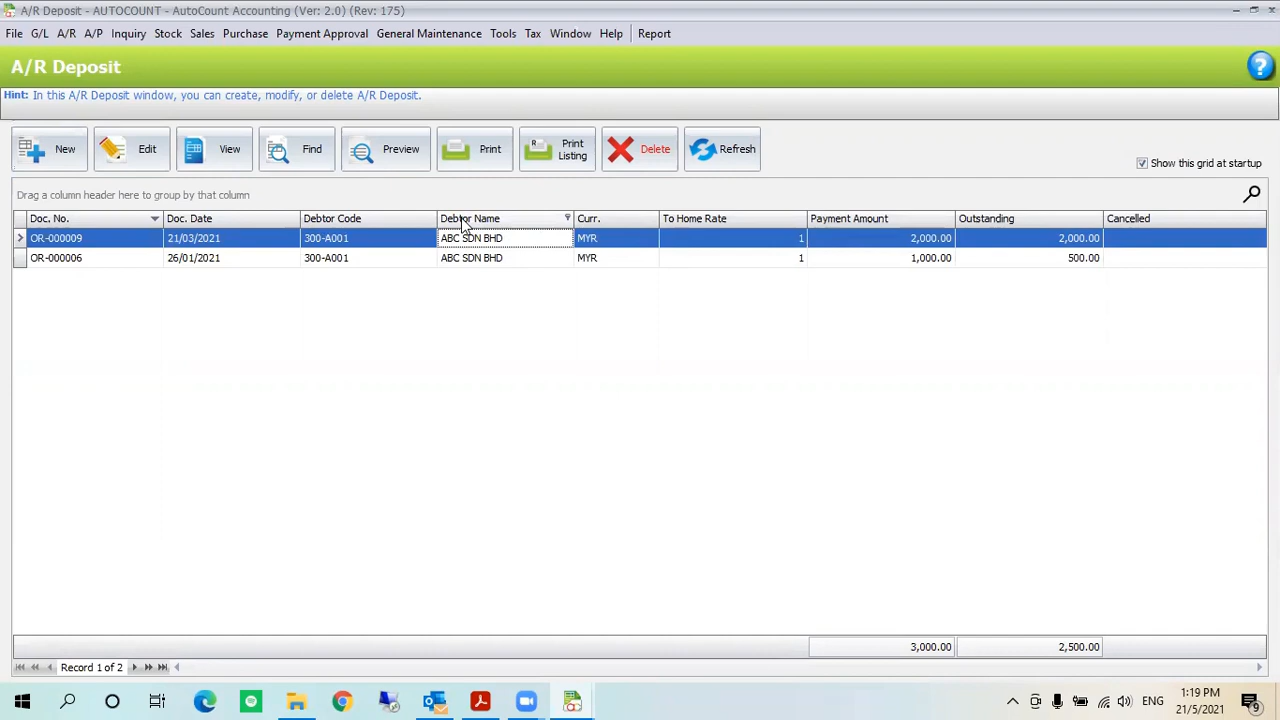 A/R Deposit - AUTOCOUNT - AutoCount Accounting (Ver: 2.0) (Rev: 175)
File G/L A/R A/P Inquiry Stock Sales Purchase Payment Approval General Maintenance Tools Tax Window Help Report
A/R Deposit
?
Hint: In this A/R Deposit window, you can create, modify, or delete A/R Deposit.
New Edit View Find Preview Print Print Listing Delete Refresh
Show this grid at startup
Drag a column header here to group by that column
Doc. No. Doc. Date Debtor Code Debtor Name Curr. To Home Rate Payment Amount Outstanding Cancelled
OR-000009 21/03/2021 300-A001 ABC SDN BHD MYR 1 2,000.00 2,000.00
OR-000006 26/01/2021 300-A001 ABC SDN BHD MYR 1 1,000.00 500.00
3,000.00 2,500.00
Record 1 of 2
ENG 1:19 PM
21/5/2021